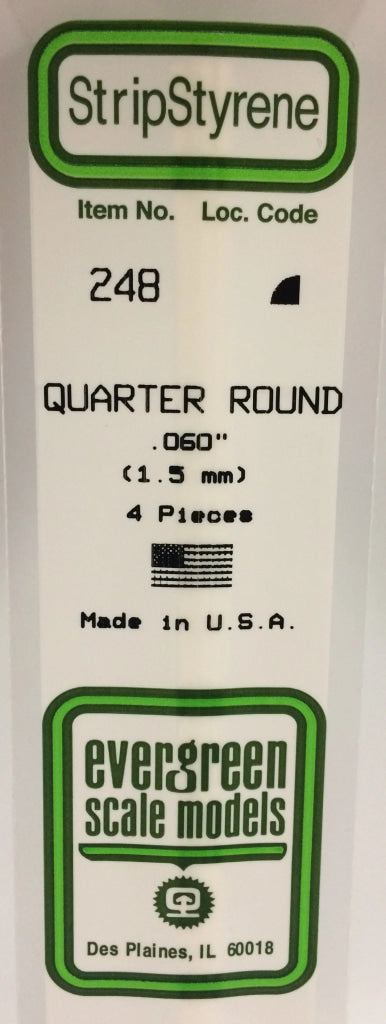 StripStyrene
Item No. Loc. Code
248
QUARTER ROUND
.060"
(1.5 mm)
4 Pieces
Made in U.S.A.
evergreen
scale models
Des Plaines, IL 60018